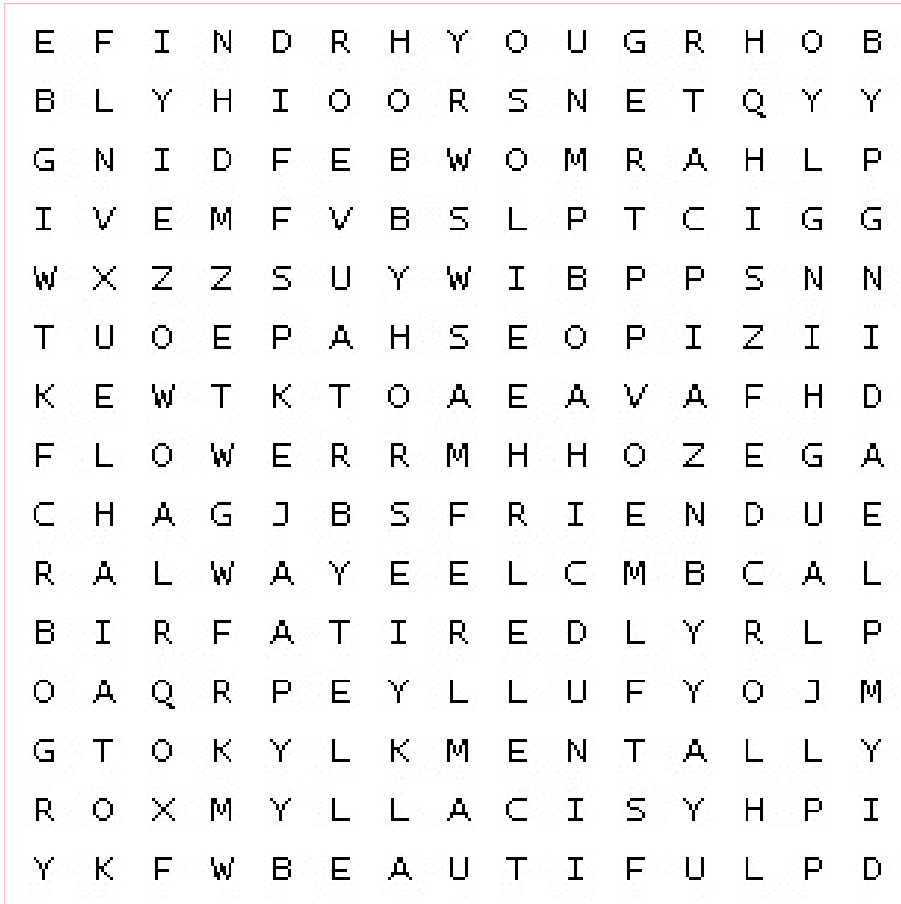 E F I N D R H Y O U G R H O B
B L Y H I O O R S N E T Q Y Y
G N I D F E B W O M R A H L P
I V E M F V B S L P T C I G G
W X Z Z S U Y W I B P P S N N
T U O E P A H S E O P I Z I I
K E W T K T O A E A V A F H D
F L O W E R R M H H O Z E G A
C H A G J B S F R I E N D U E
R A L W A Y E E L C M B C A L
B I R F A T I R E D L Y R L P
O A Q R P E Y L L U F Y O J M
G T O K Y L K M E N T A L L Y
R O X M Y L L A C I S Y H P I
Y K F W B E A U T I F U L P D